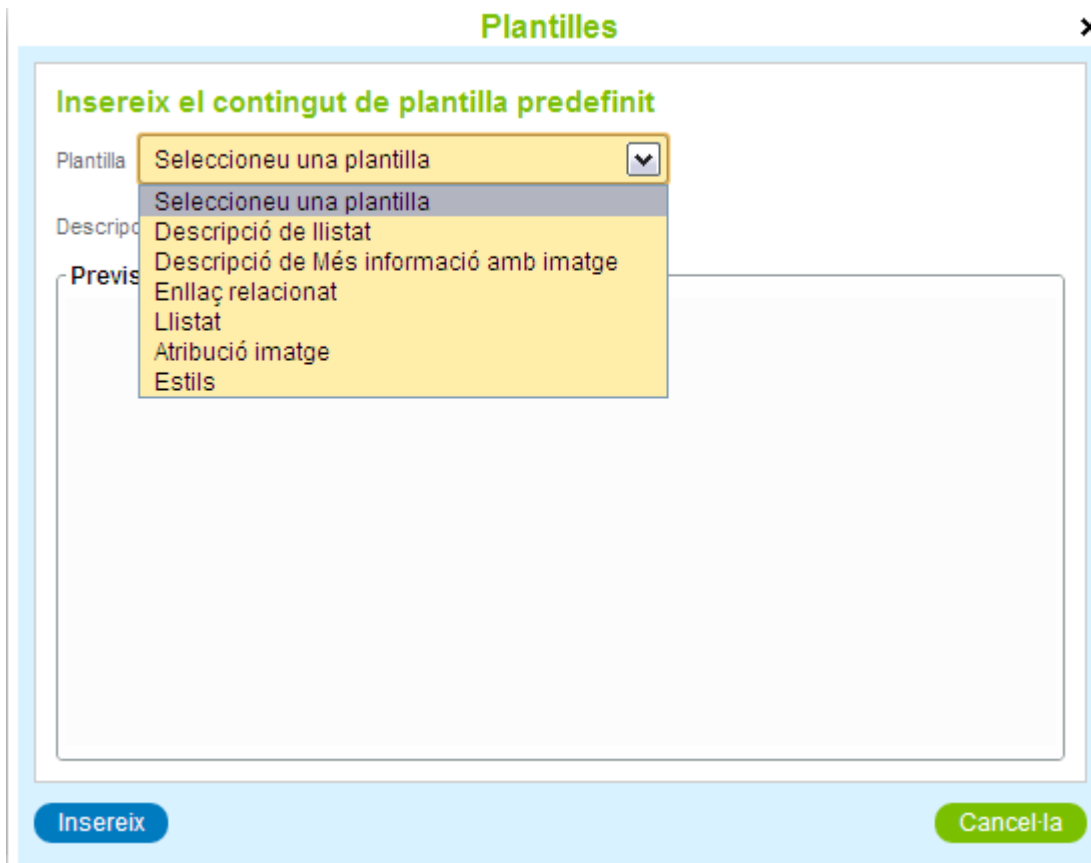 Plantilles
Insereix el contingut de plantilla predefinit
Plantilla Seleccioneu una plantilla
Seleccioneu una plantilla
Descripció de llistat
Descripció de Més informació amb imatge
Enllaç relacionat
Llistat
Atribució imatge
Estils
Insereix Cancel·la